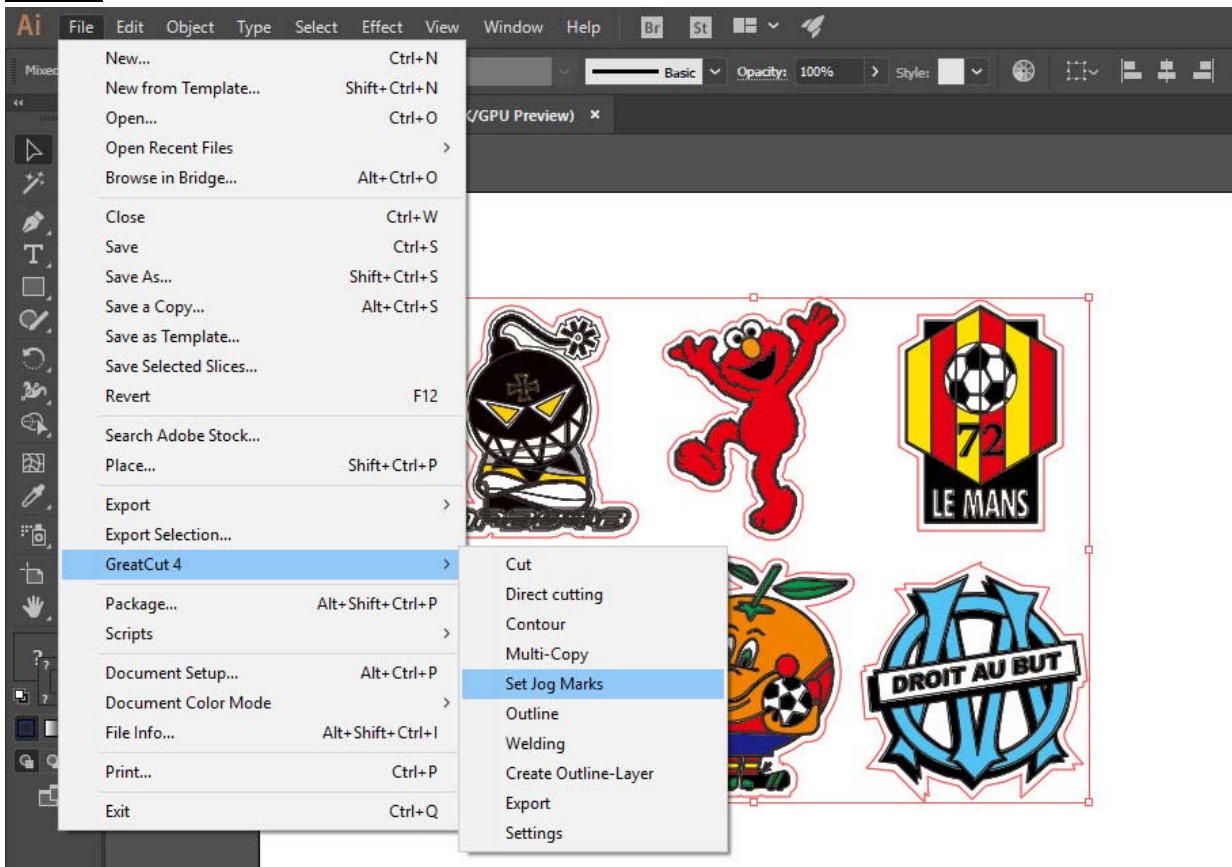 Ai File Edit Object Type Select Effect View Window Help Br St
Mixed Basic Opacity: 100% Style:
/GPU Preview) ×
New... Ctrl+N
New from Template... Shift+Ctrl+N
Open... Ctrl+O
Open Recent Files
Browse in Bridge... Alt+Ctrl+O
Close Ctrl+W
Save Ctrl+S
Save As... Shift+Ctrl+S
Save a Copy... Alt+Ctrl+S
Save as Template...
Save Selected Slices...
Revert F12
Search Adobe Stock...
Place... Shift+Ctrl+P
Export
Export Selection...
GreatCut 4
Package... Alt+Shift+Ctrl+P
Scripts
Document Setup... Alt+Ctrl+P
Document Color Mode
File Info... Alt+Shift+Ctrl+I
Print... Ctrl+P
Exit Ctrl+Q
Cut
Direct cutting
Contour
Multi-Copy
Set Jog Marks
Outline
Welding
Create Outline-Layer
Export
Settings
72
LE MANS
DROIT AU BUT